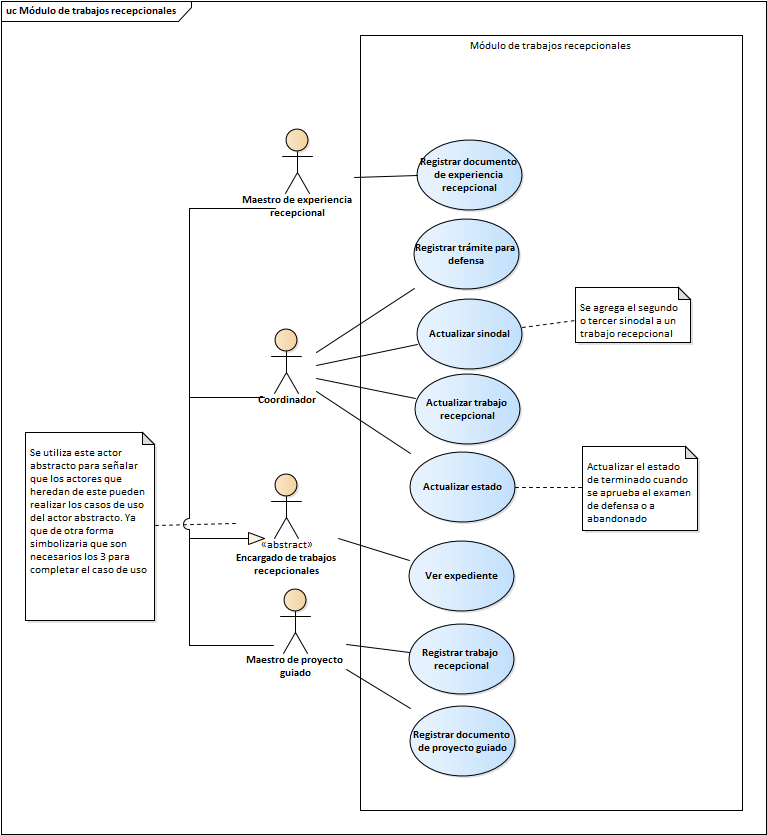 uc Módulo de trabajos recepcionales
Módulo de trabajos recepcionales
Maestro de experiencia
recepcional
Registrar documento
de experiencia
recepcional
Registrar trámite para
defensa
Actualizar sinodal
Se agrega el segundo
o tercer sinodal a un
trabajo recepcional
Coordinador
Actualizar trabajo
recepcional
Actualizar estado
Actualizar el estado
de terminado cuando
se aprueba el examen
de defensa o a
abandonado
Se utiliza este actor
abstracto para señalar
que los actores que
heredan de este pueden
realizar los casos de uso
del actor abstracto. Ya
que de otra forma
simbolizaria que son
necesarios los 3 para
completar el caso de uso
«abstract»
Encargado de trabajos
recepcionales
Ver expediente
Maestro de proyecto
guiado
Registrar trabajo
recepcional
Registrar documento
de proyecto guiado